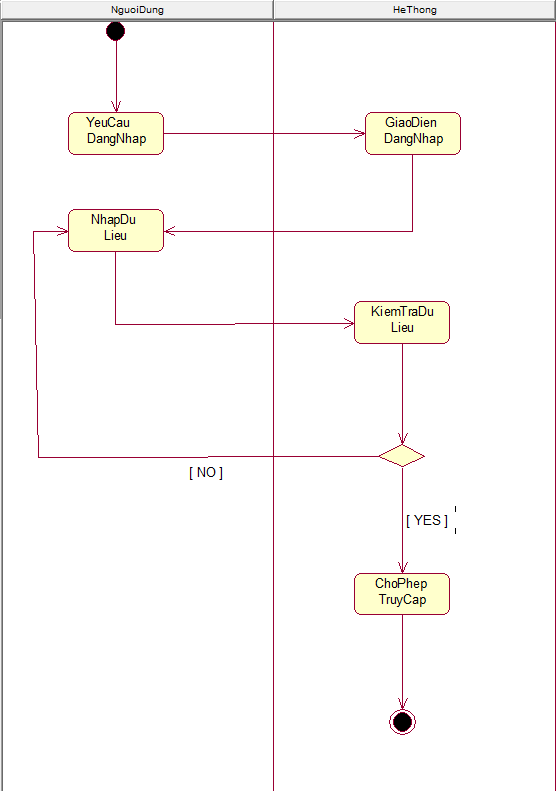 NguoiDung
HeThong
YeuCau
DangNhap
GiaoDien
DangNhap
NhapDu
Lieu
KiemTraDu
Lieu
[ NO ]
[ YES ]
ChoPhep
TruyCap